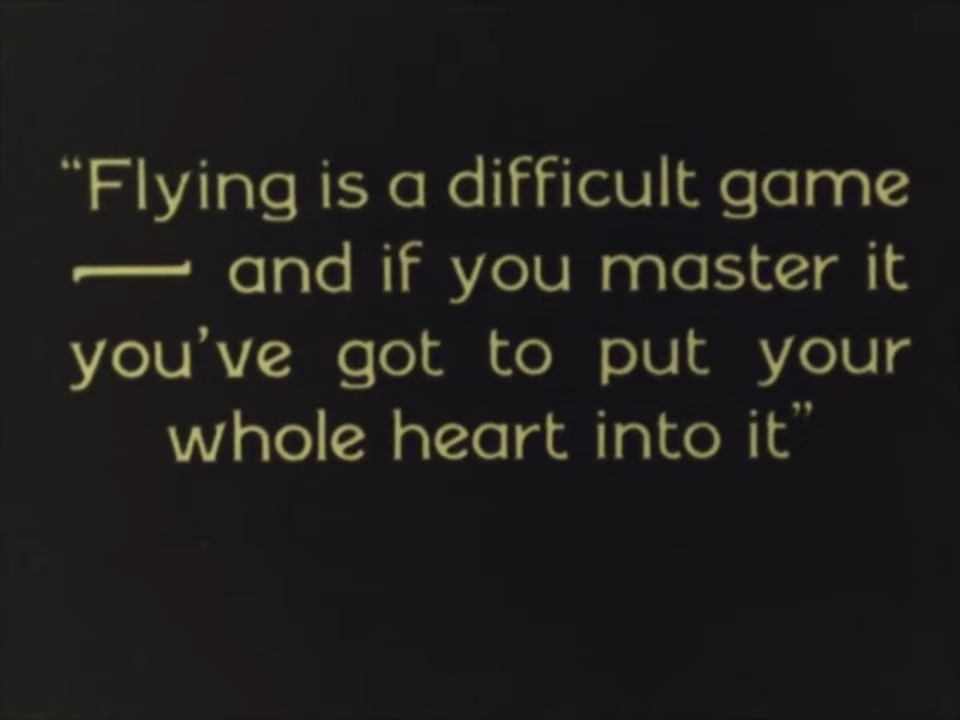 “Flying is a difficult game
— and if you master it
you’ve got to put your
whole heart into it”